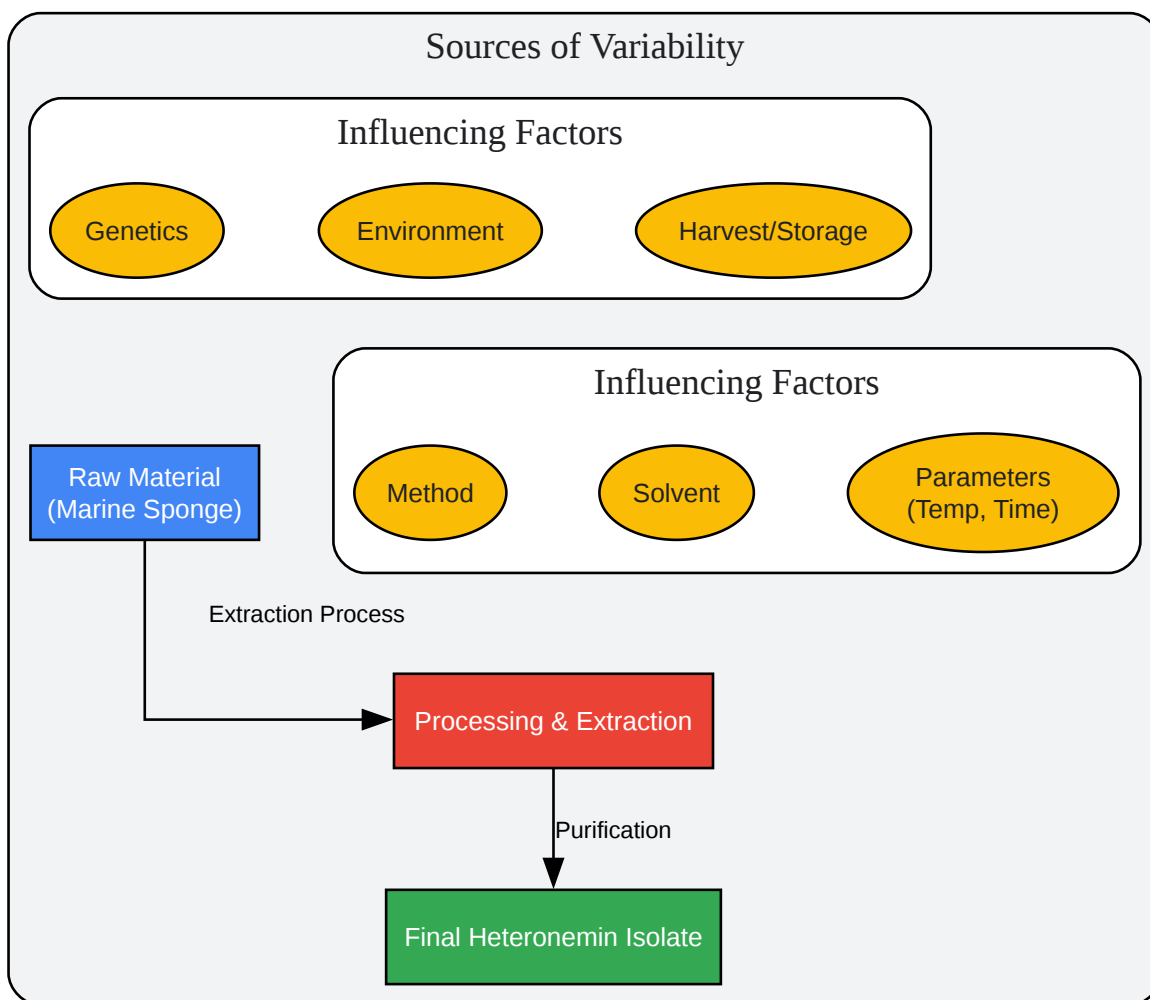 Sources of Variability
Influencing Factors
Genetics
Environment
Harvest/Storage
Influencing Factors
Method
Solvent
Parameters
(Temp, Time)
Raw Material
(Marine Sponge)
Extraction Process
Processing & Extraction
Purification
Final Heteronemin Isolate